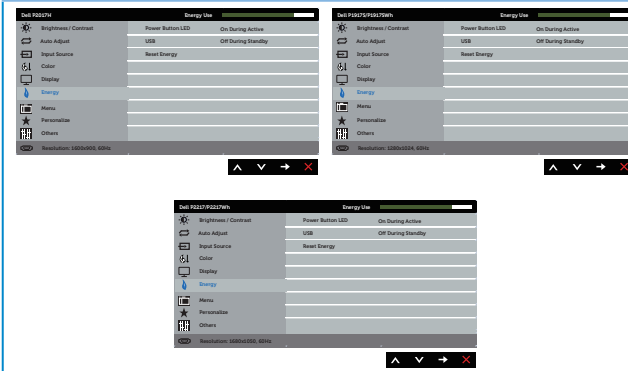 Dell P2017H Energy Use
Brightness / Contrast Power Button LED On During Active
Auto Adjust USB Off During Standby
Input Source Reset Energy
Color
Display
Energy
Menu
Personalize
Others
Resolution: 1600x900, 60Hz
Dell P1917S/P1917SWh Energy Use
Brightness / Contrast Power Button LED On During Active
Auto Adjust USB Off During Standby
Input Source Reset Energy
Color
Display
Energy
Menu
Personalize
Others
Resolution: 1280x1024, 60Hz
Dell P2217/P2217Wh Energy Use
Brightness / Contrast Power Button LED On During Active
Auto Adjust USB Off During Standby
Input Source Reset Energy
Color
Display
Energy
Menu
Personalize
Others
Resolution: 1680x1050, 60Hz